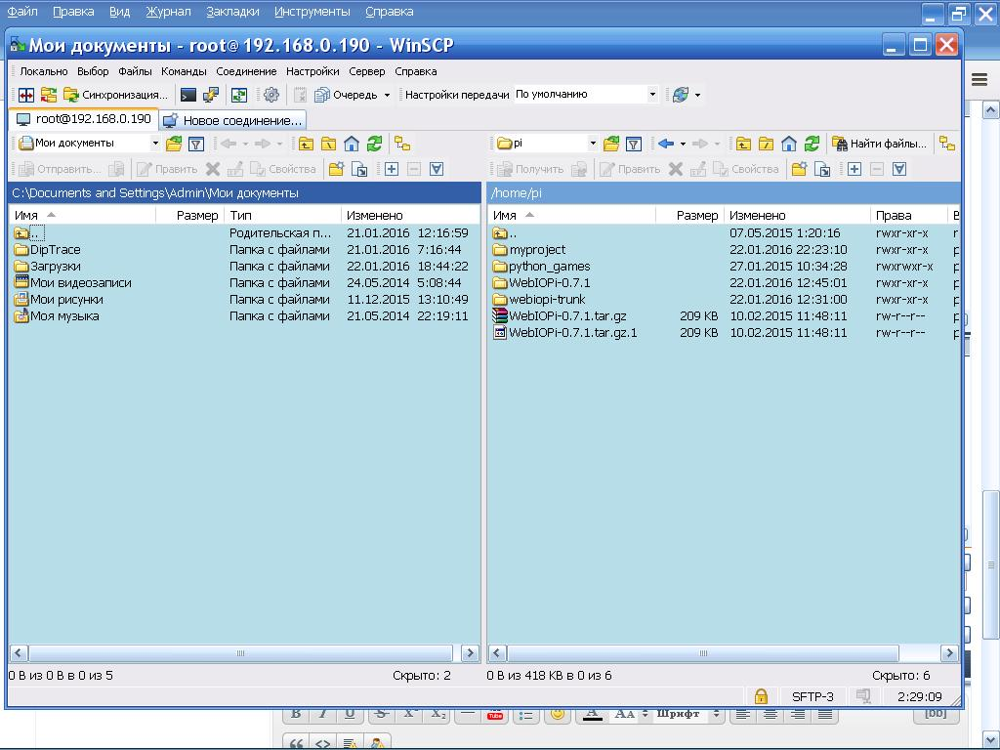 Файл Правка Вид Журнал Закладки Инструменты Справка
Мои документы - root@192.168.0.190 - WinSCP
Локально Выбор Файлы Команды Соединение Настройки Сервер Справка
Синхронизация... Очередь Настройки передачи По умолчанию
root@192.168.0.190 Новое соединение...
Мои документы pi Найти файлы...
Отправить... Править Свойства Получить Править Свойства
C:\Documents and Settings\Admin\Мои документы /home/pi
Имя Размер Тип Изменено Имя Размер Изменено Права В
.. Родительская п... 21.01.2016 12:16:59 .. 07.05.2015 1:20:16 rwxr-xr-x r
DipTrace Папка с файлами 21.01.2016 7:16:44 myproject 22.01.2016 22:23:10 rwxr-xr-x p
Загрузки Папка с файлами 22.01.2016 18:44:22 python_games 27.01.2015 10:34:28 rwxrwxr-x p
Мои видеозаписи Папка с файлами 24.05.2014 5:08:44 WebIOPi-0.7.1 22.01.2016 12:45:01 rwxr-xr-x p
Мои рисунки Папка с файлами 11.12.2015 13:10:49 webiopi-trunk 22.01.2016 12:31:00 rwxr-xr-x p
Моя музыка Папка с файлами 21.05.2014 22:19:11 WebIOPi-0.7.1.tar.gz 209 KB 10.02.2015 11:48:11 rw-r--r-- p
WebIOPi-0.7.1.tar.gz.1 209 KB 10.02.2015 11:48:11 rw-r--r-- p
0 B из 0 B в 0 из 5 Скрыто: 2 0 B из 418 KB в 0 из 6 Скрыто: 6
SFTP-3 2:29:09
B I U S X X₂ You Tube A AA Шрифт [bb]